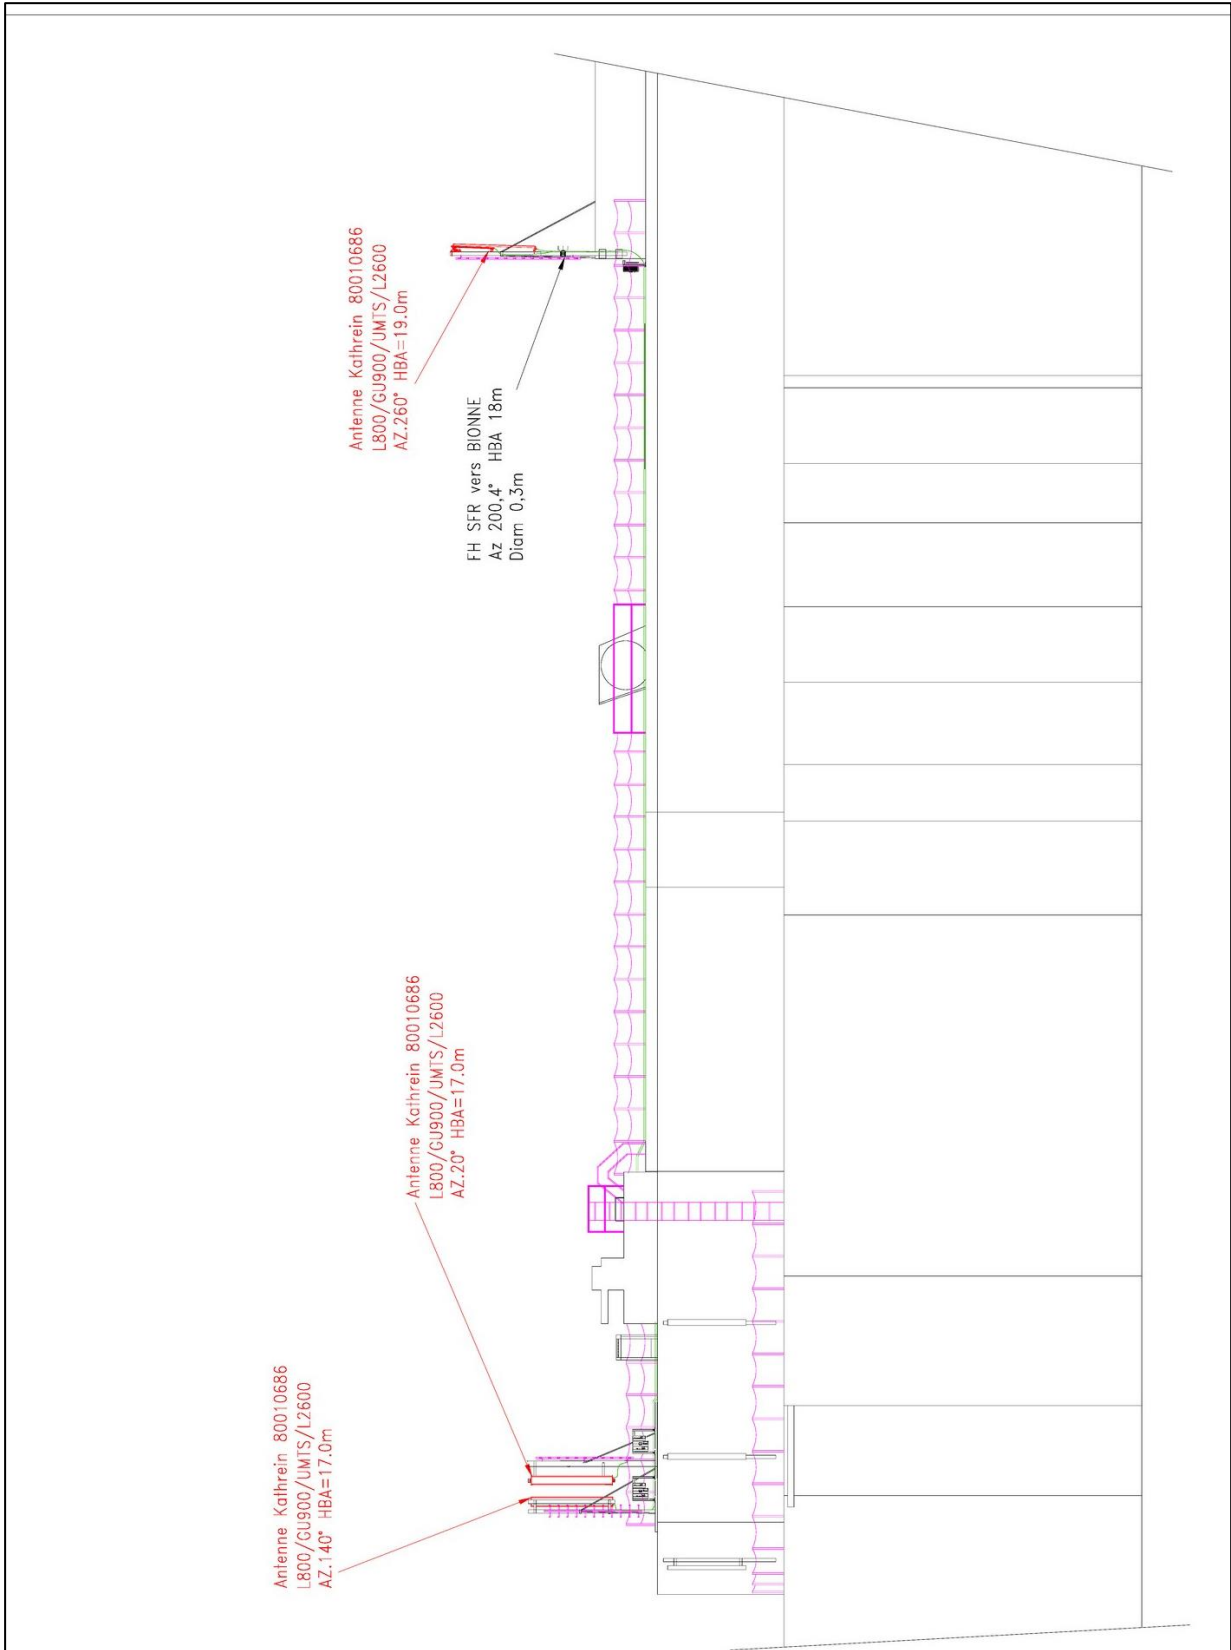 Antenne Kathrein 80010686
L800/GU900/UMTS/L2600
AZ.140° HBA=17.0m
Antenne Kathrein 80010686
L800/GU900/UMTS/L2600
AZ.20° HBA=17.0m
FH SFR vers BIONNE
Az 200,4° HBA 18m
Diam 0,3m
Antenne Kathrein 80010686
L800/GU900/UMTS/L2600
AZ.260° HBA=19.0m